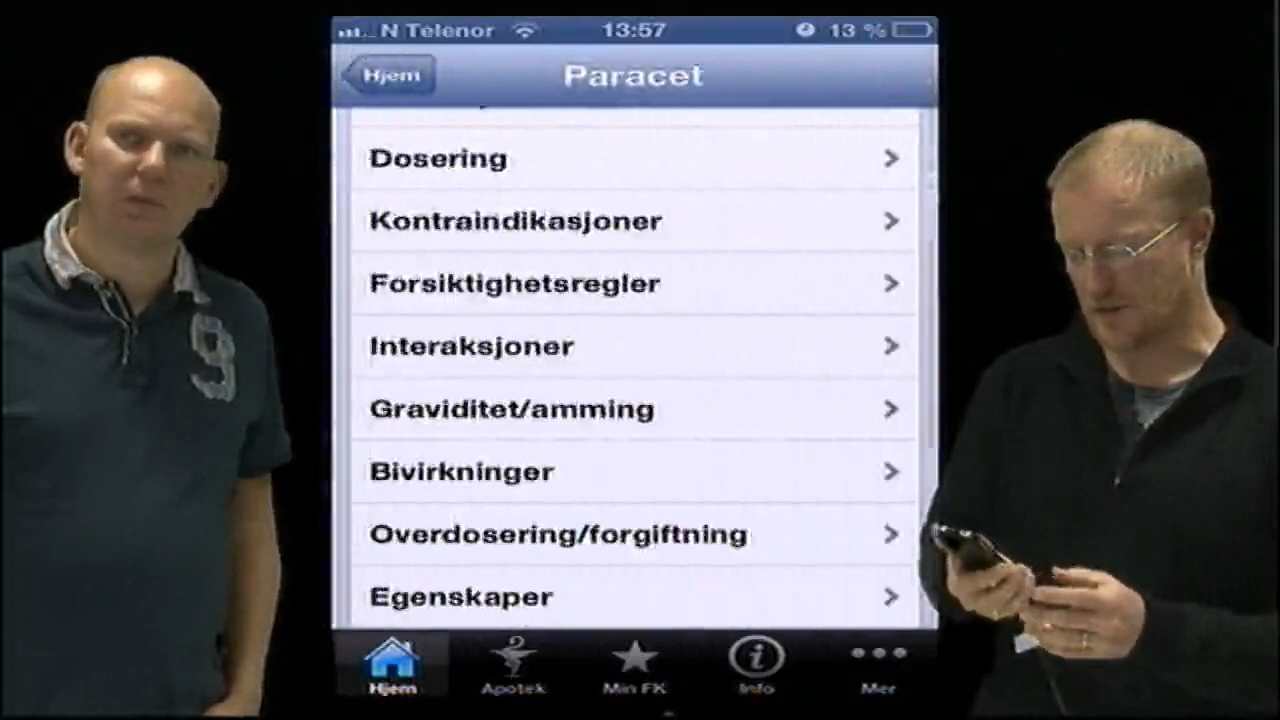 N Telenor 13:57 13 %
Hjem
Paracet
Dosering
Kontraindikasjoner
Forsiktighetsregler
Interaksjoner
Graviditet/amming
Bivirkninger
Overdosering/forgiftning
Egenskaper
Hjem Apotek Min FK Info Mer
9